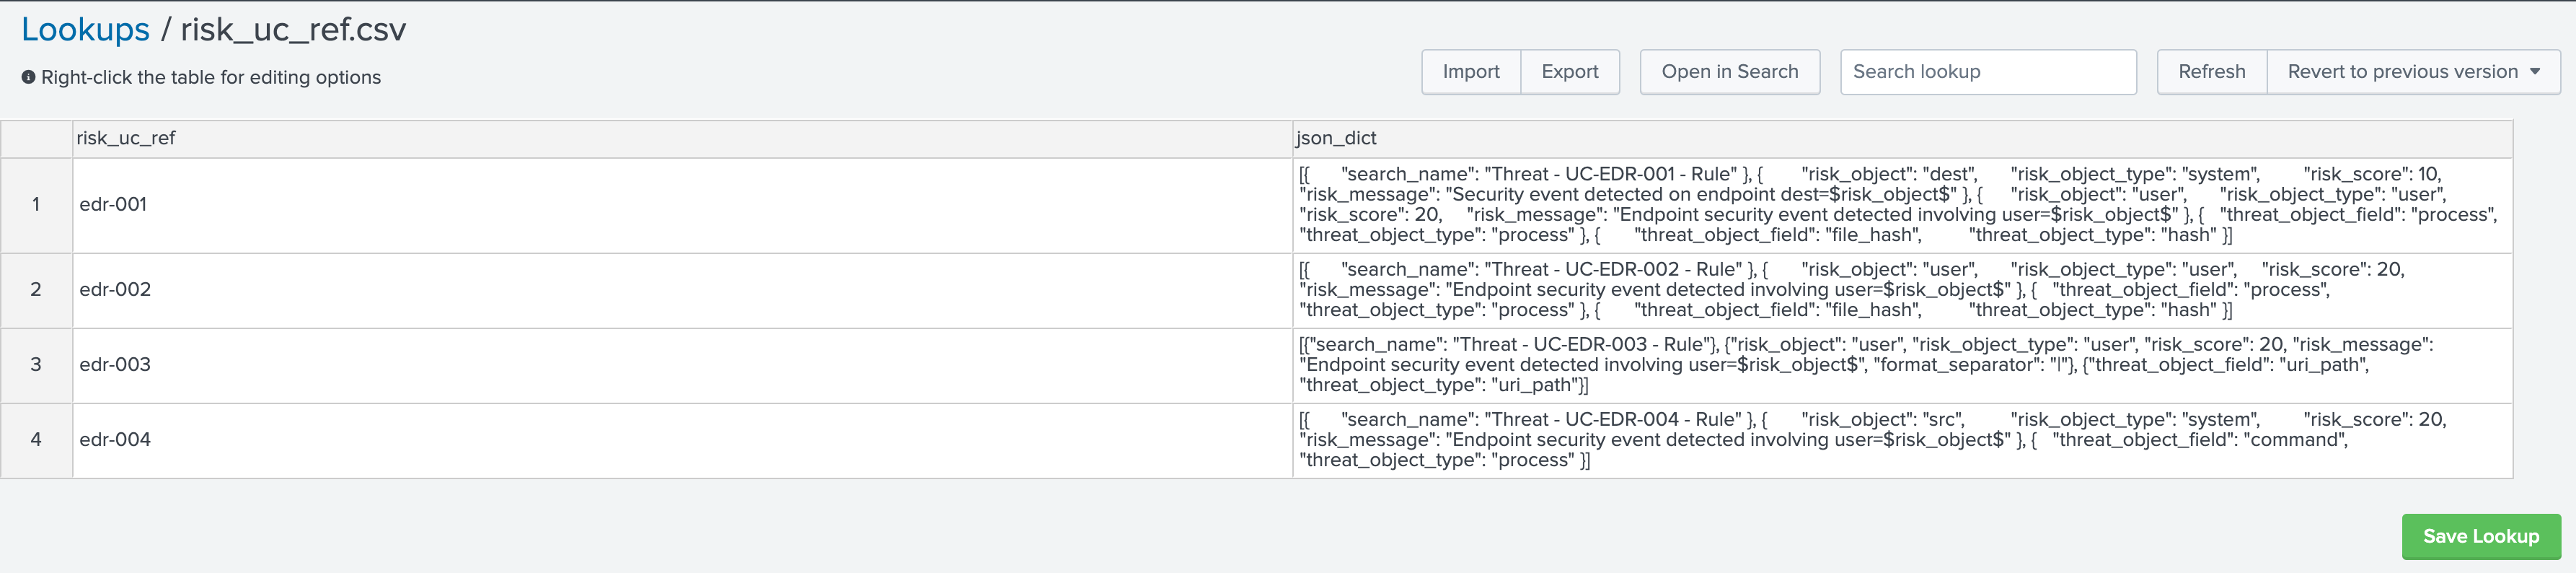 Lookups / risk_uc_ref.csv
Right-click the table for editing options
Import Export Open in Search Search lookup Refresh Revert to previous version
risk_uc_ref json_dict
1 edr-001 [{ "search_name": "Threat - UC-EDR-001 - Rule" }, { "risk_object": "dest", "risk_object_type": "system", "risk_score": 10,
"risk_message": "Security event detected on endpoint dest=$risk_object$" }, { "risk_object": "user", "risk_object_type": "user",
"risk_score": 20, "risk_message": "Endpoint security event detected involving user=$risk_object$" }, { "threat_object_field": "process",
"threat_object_type": "process" }, { "threat_object_field": "file_hash", "threat_object_type": "hash" }]
2 edr-002 [{ "search_name": "Threat - UC-EDR-002 - Rule" }, { "risk_object": "user", "risk_object_type": "user", "risk_score": 20,
"risk_message": "Endpoint security event detected involving user=$risk_object$" }, { "threat_object_field": "process",
"threat_object_type": "process" }, { "threat_object_field": "file_hash", "threat_object_type": "hash" }]
3 edr-003 [{"search_name": "Threat - UC-EDR-003 - Rule"}, {"risk_object": "user", "risk_object_type": "user", "risk_score": 20, "risk_message":
"Endpoint security event detected involving user=$risk_object$", "format_separator": "|"}, {"threat_object_field": "uri_path",
"threat_object_type": "uri_path"}]
4 edr-004 [{ "search_name": "Threat - UC-EDR-004 - Rule" }, { "risk_object": "src", "risk_object_type": "system", "risk_score": 20,
"risk_message": "Endpoint security event detected involving user=$risk_object$" }, { "threat_object_field": "command",
"threat_object_type": "process" }]
Save Lookup